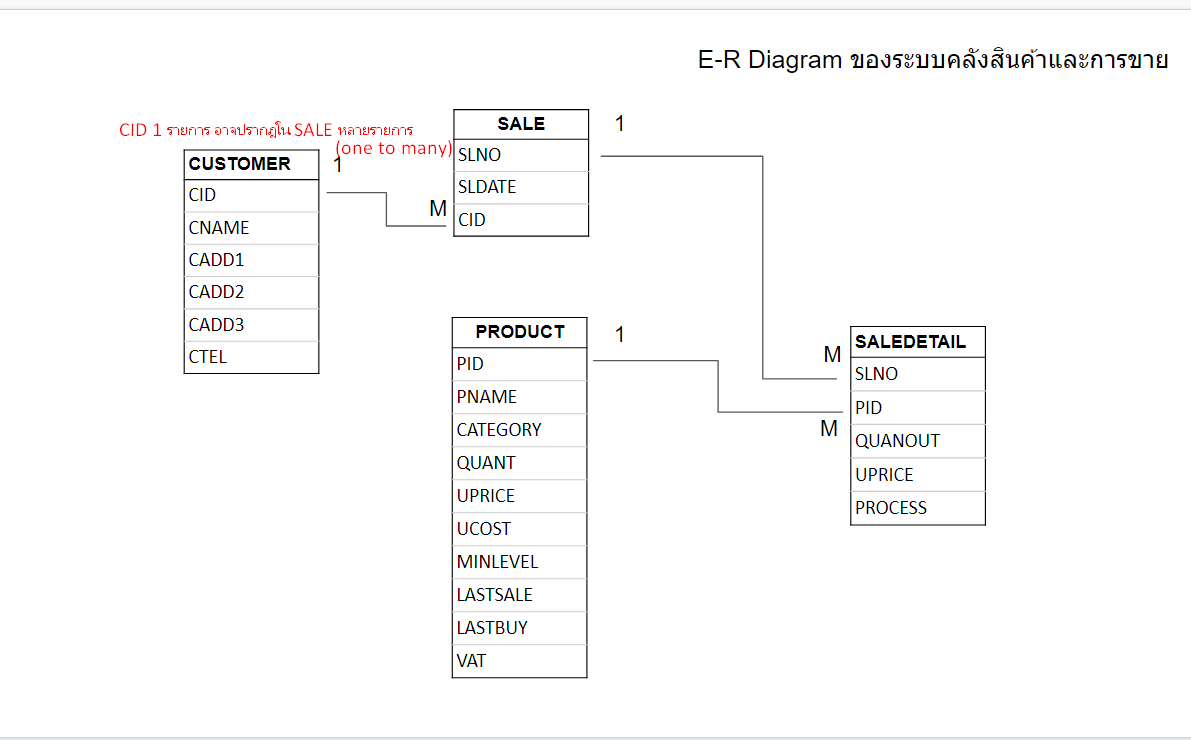 E-R Diagram ของระบบคลังสินค้าและการขาย
CID 1 รายการ อาจปรากฏใน SALE หลายรายการ
(one to many)
CUSTOMER
CID
CNAME
CADD1
CADD2
CADD3
CTEL
1
M
SALE
SLNO
SLDATE
CID
1
PRODUCT
PID
PNAME
CATEGORY
QUANT
UPRICE
UCOST
MINLEVEL
LASTSALE
LASTBUY
VAT
1
M
M
SALEDETAIL
SLNO
PID
QUANOUT
UPRICE
PROCESS